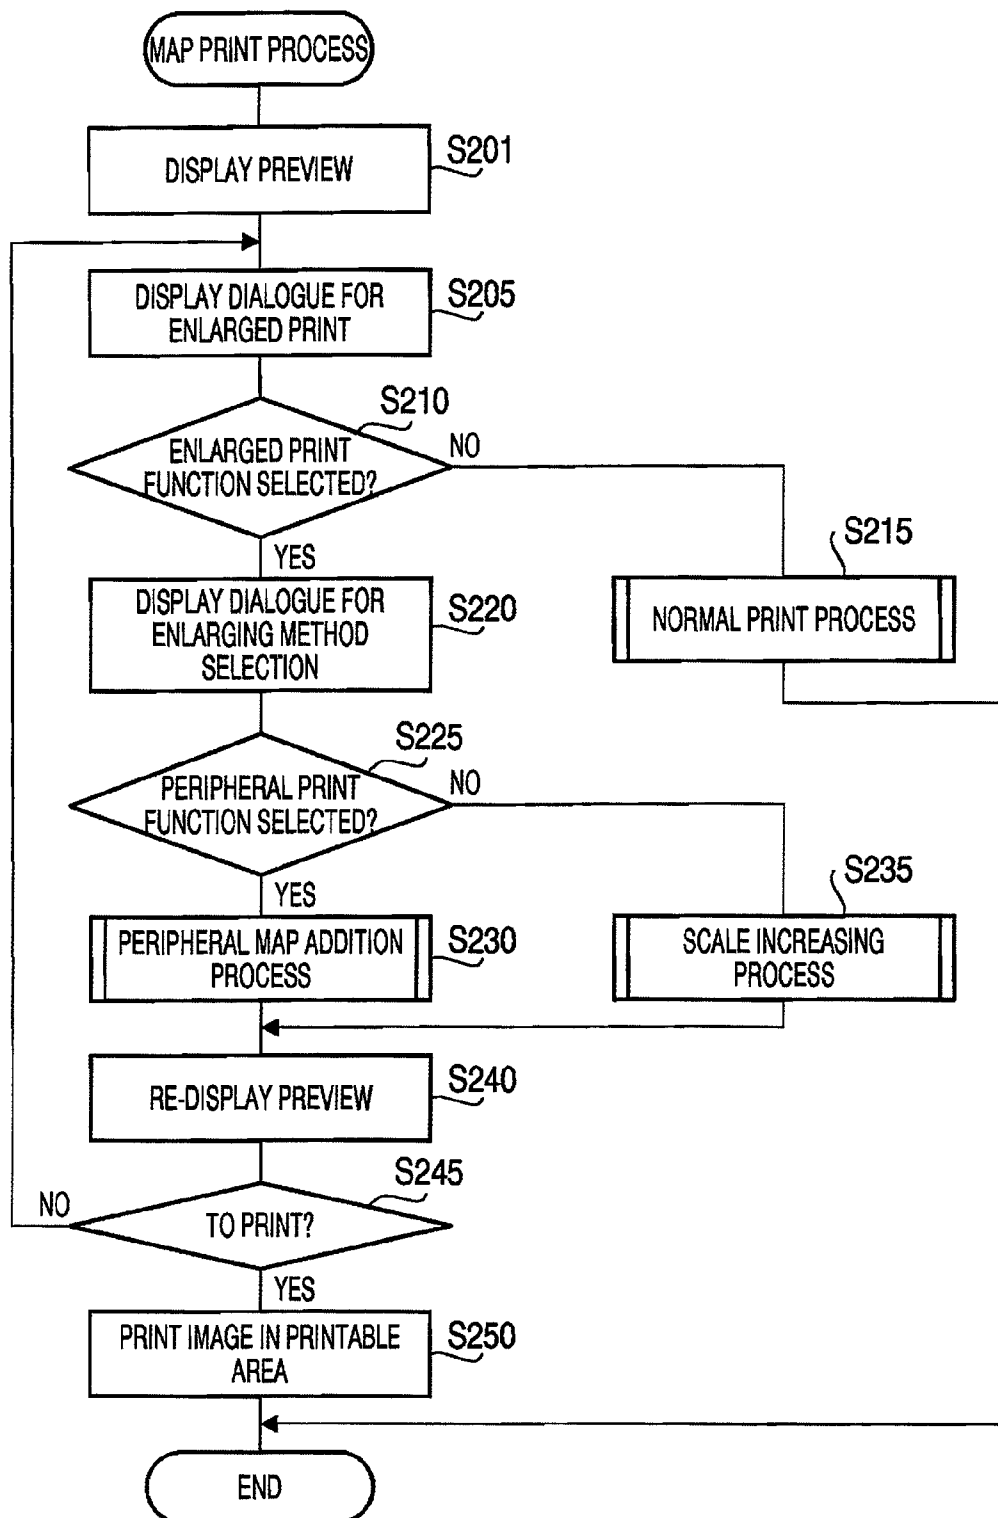 MAP PRINT PROCESS
DISPLAY PREVIEW
S201
DISPLAY DIALOGUE FOR
ENLARGED PRINT
S205
S210
ENLARGED PRINT
FUNCTION SELECTED?
NO
YES
S215
NORMAL PRINT PROCESS
DISPLAY DIALOGUE FOR
ENLARGING METHOD
SELECTION
S220
S225
PERIPHERAL PRINT
FUNCTION SELECTED?
NO
YES
S235
SCALE INCREASING
PROCESS
PERIPHERAL MAP ADDITION
PROCESS
S230
RE-DISPLAY PREVIEW
S240
S245
TO PRINT?
NO
YES
PRINT IMAGE IN PRINTABLE
AREA
S250
END